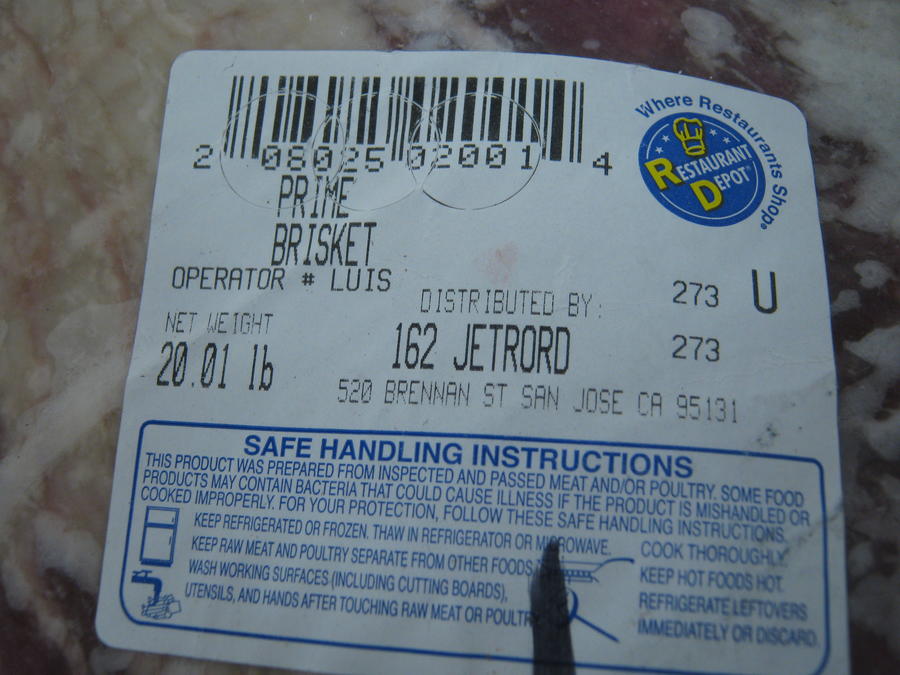 2 08025 02001 4
Where Restaurants Shop®
RESTAURANT DEPOT®
PRIME
BRISKET
OPERATOR # LUIS
DISTRIBUTED BY: 273 U
NET WEIGHT
20.01 lb 162 JETRORD 273
520 BRENNAN ST SAN JOSE CA 95131
SAFE HANDLING INSTRUCTIONS
THIS PRODUCT WAS PREPARED FROM INSPECTED AND PASSED MEAT AND/OR POULTRY. SOME FOOD
PRODUCTS MAY CONTAIN BACTERIA THAT COULD CAUSE ILLNESS IF THE PRODUCT IS MISHANDLED OR
COOKED IMPROPERLY. FOR YOUR PROTECTION, FOLLOW THESE SAFE HANDLING INSTRUCTIONS.
KEEP REFRIGERATED OR FROZEN. THAW IN REFRIGERATOR OR MICROWAVE.
KEEP RAW MEAT AND POULTRY SEPARATE FROM OTHER FOODS.
WASH WORKING SURFACES (INCLUDING CUTTING BOARDS),
UTENSILS, AND HANDS AFTER TOUCHING RAW MEAT OR POULTRY.
COOK THOROUGHLY.
KEEP HOT FOODS HOT.
REFRIGERATE LEFTOVERS
IMMEDIATELY OR DISCARD.